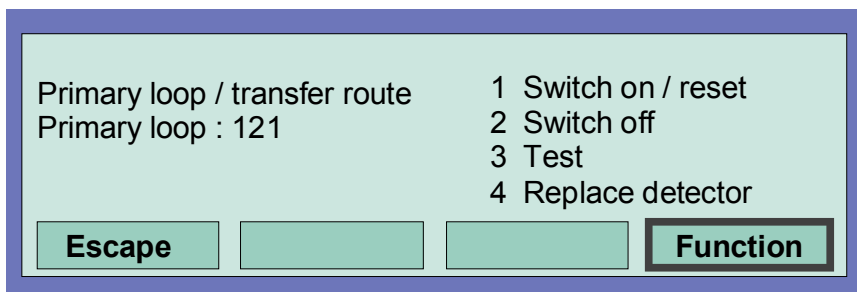 Primary loop / transfer route
Primary loop : 121
1 Switch on / reset
2 Switch off
3 Test
4 Replace detector
Escape
Function